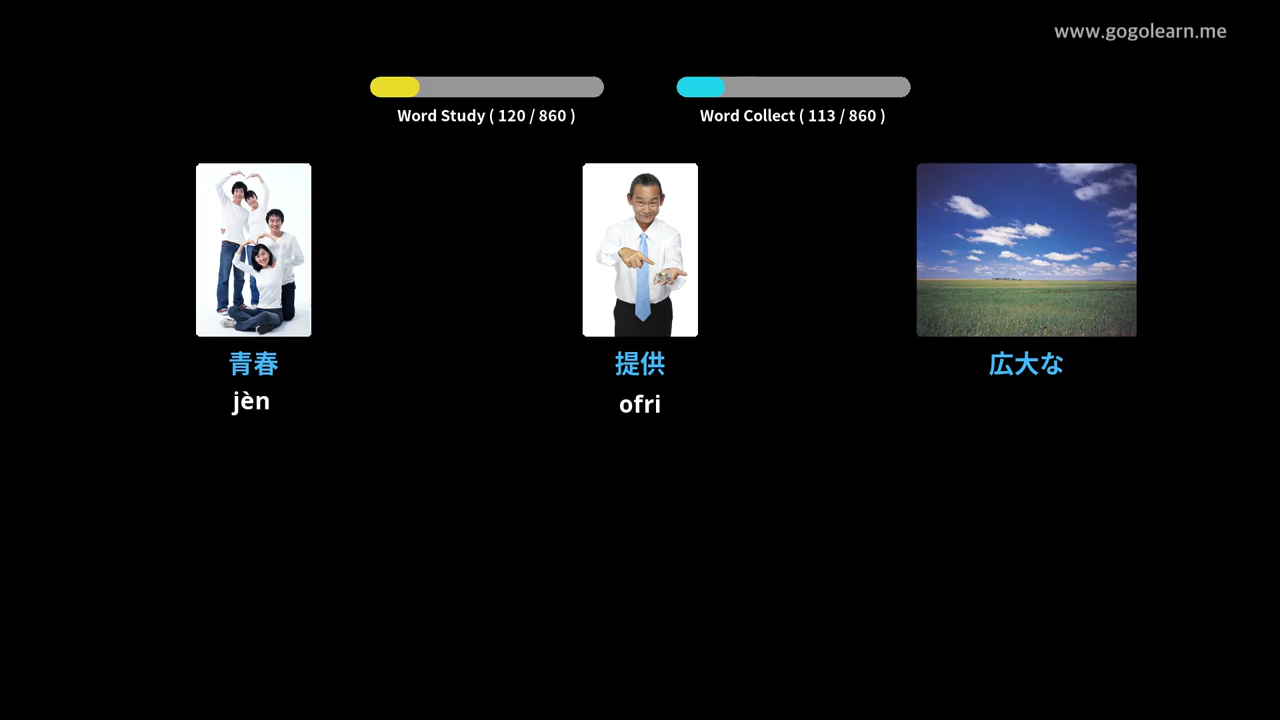 www.gogolearn.me
Word Study ( 120 / 860 )
Word Collect ( 113 / 860 )
青春
jèn
提供
ofri
広大な